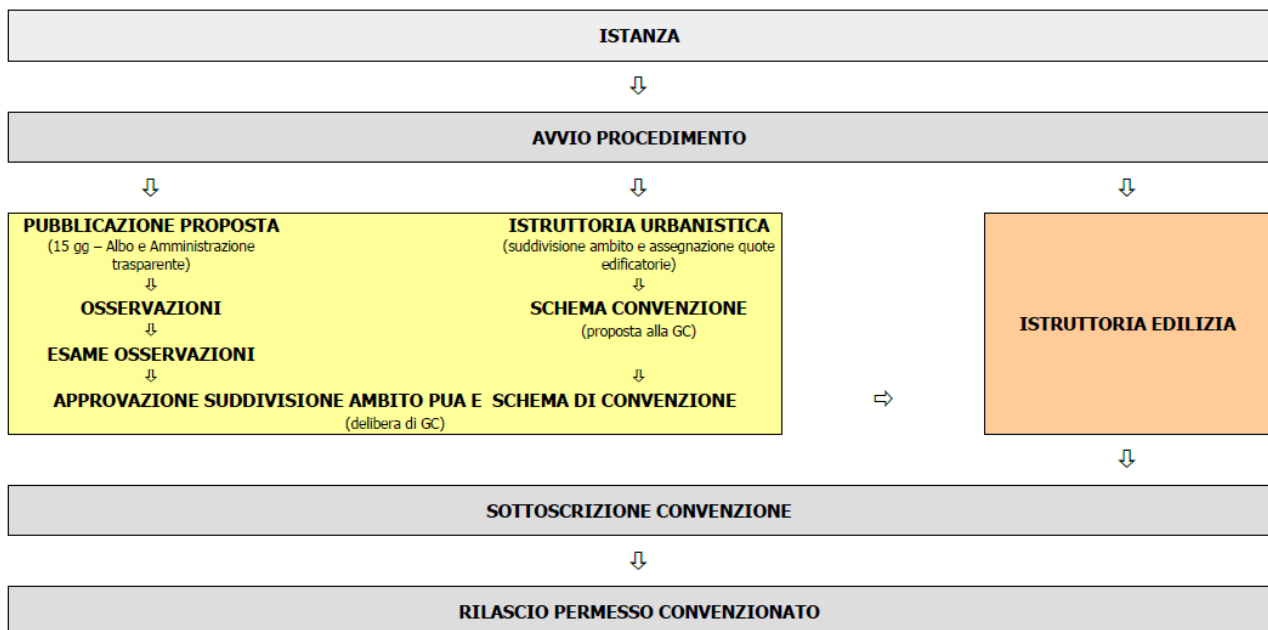 ISTANZA
⇩
AVVIO PROCEDIMENTO
⇩ ⇩ ⇩
PUBBLICAZIONE PROPOSTA
(15 gg – Albo e Amministrazione
trasparente)
⇩
OSSERVAZIONI
⇩
ESAME OSSERVAZIONI
⇩
ISTRUTTORIA URBANISTICA
(suddivisione ambito e assegnazione quote
edificatorie)
⇩
SCHEMA CONVENZIONE
(proposta alla GC)
⇩
APPROVAZIONE SUDDIVISIONE AMBITO PUA E SCHEMA DI CONVENZIONE
(delibera di GC)
⇨
ISTRUTTORIA EDILIZIA
⇩
SOTTOSCRIZIONE CONVENZIONE
⇩
RILASCIO PERMESSO CONVENZIONATO